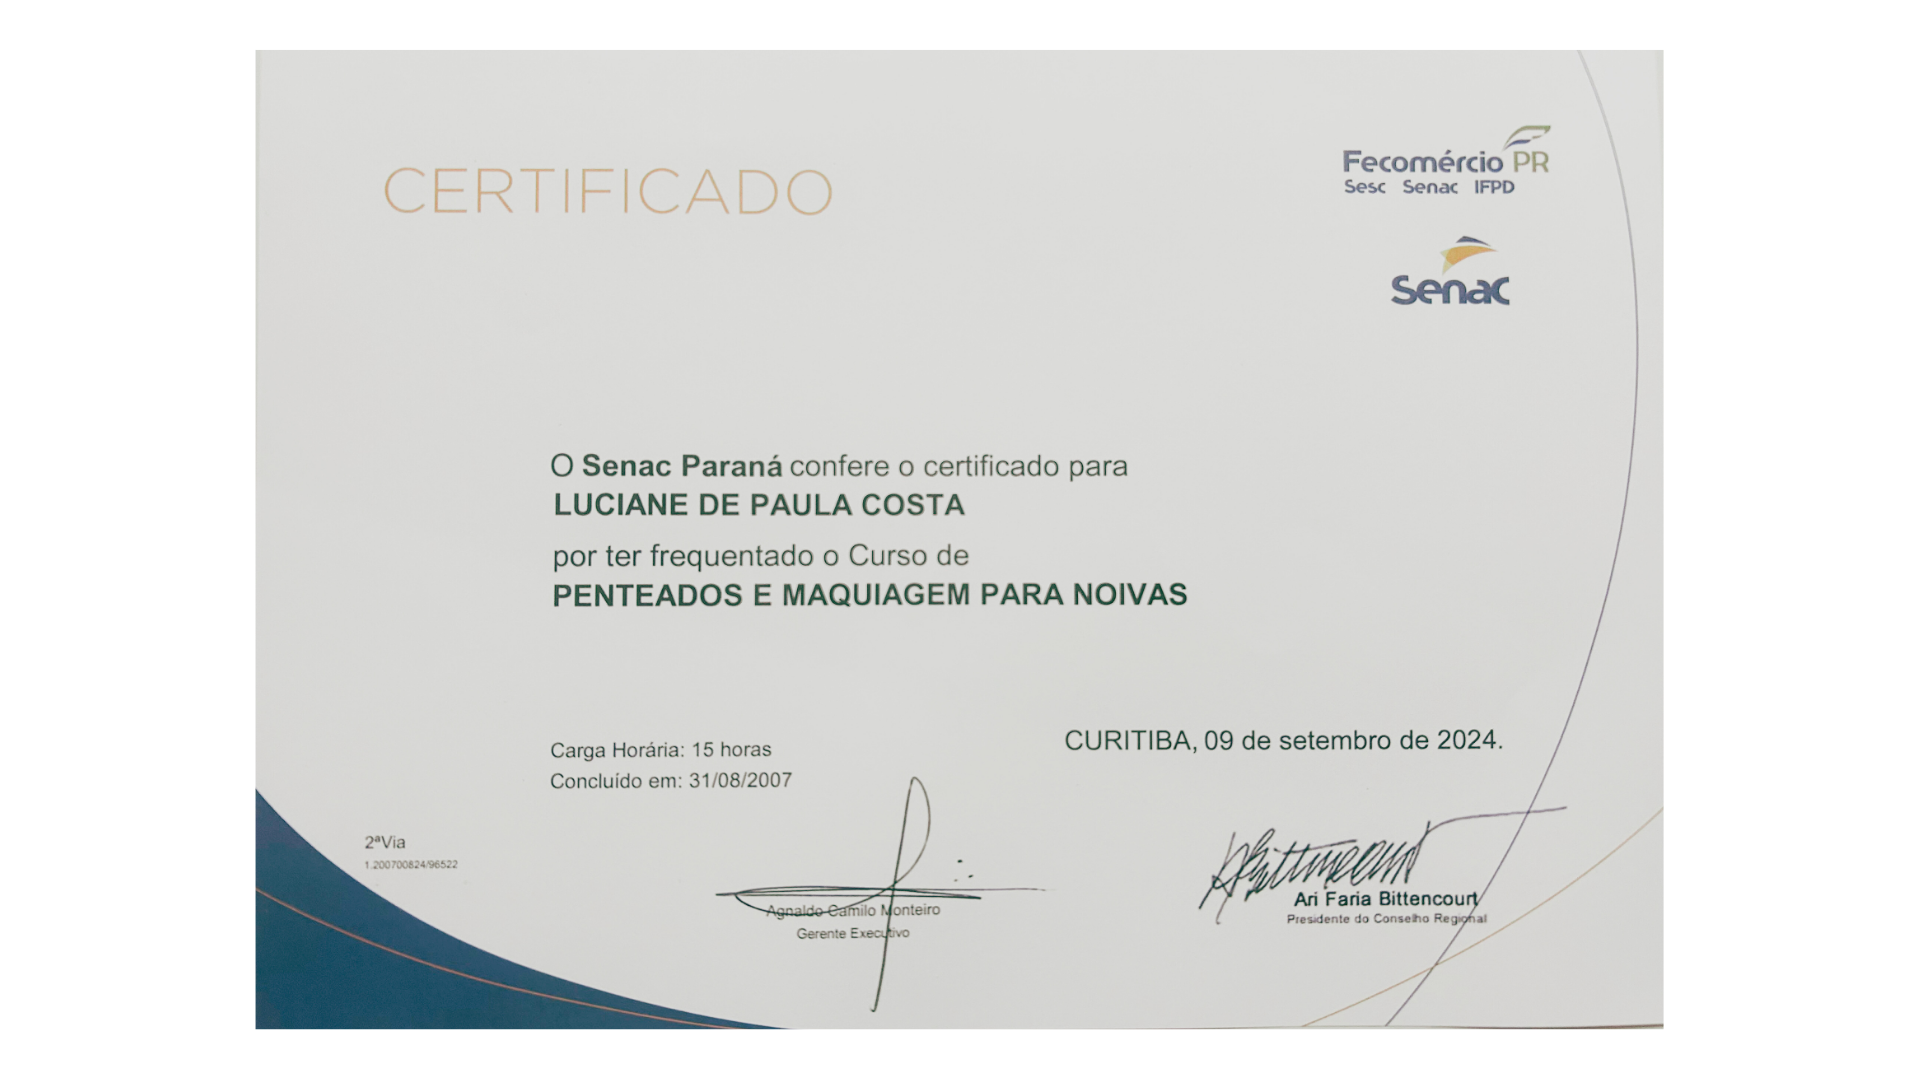 CERTIFICADO
Fecomércio PR
Sesc Senac IFPD
Senac
O Senac Paraná confere o certificado para
LUCIANE DE PAULA COSTA
por ter frequentado o Curso de
PENTEADOS E MAQUIAGEM PARA NOIVAS
Carga Horária: 15 horas
Concluído em: 31/08/2007
CURITIBA, 09 de setembro de 2024.
2ªVia
1.200700824/96522
Agnaldo Camilo Monteiro
Gerente Executivo
Ari Faria Bittencourt
Presidente do Conselho Regional